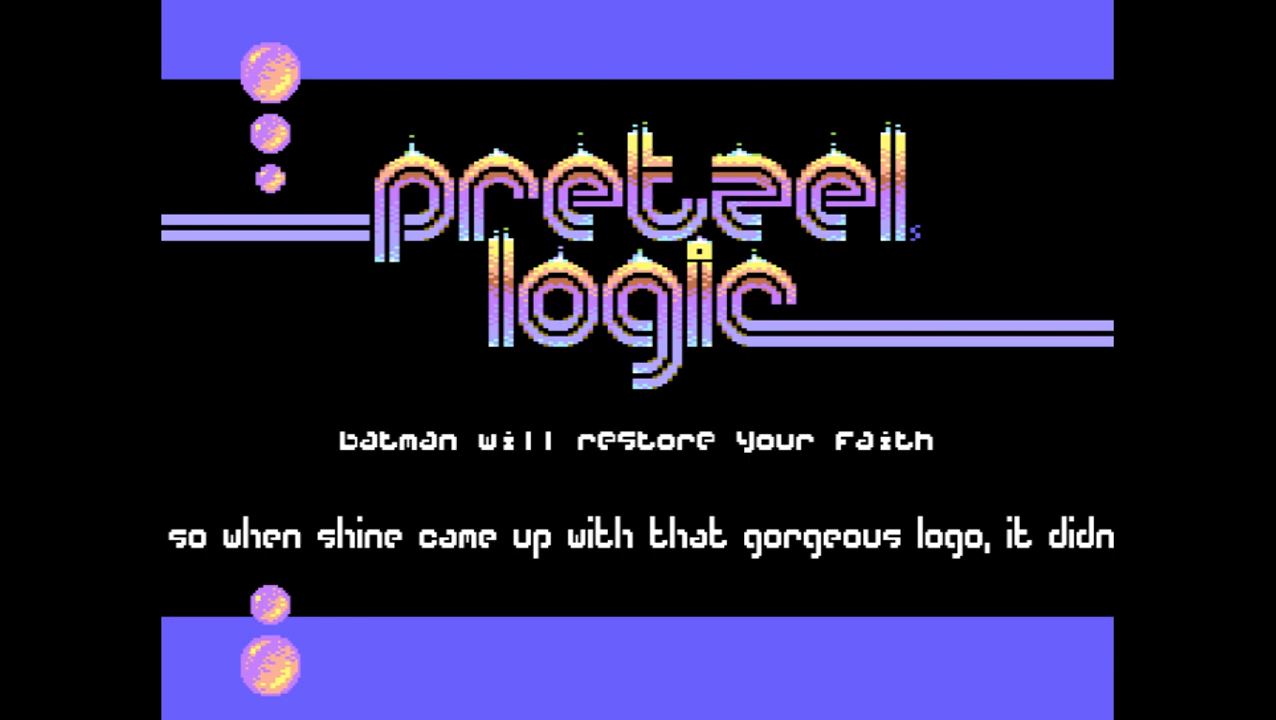 pretzel
s
logic
batman will restore your faith
so when shine came up with that gorgeous logo, it didn